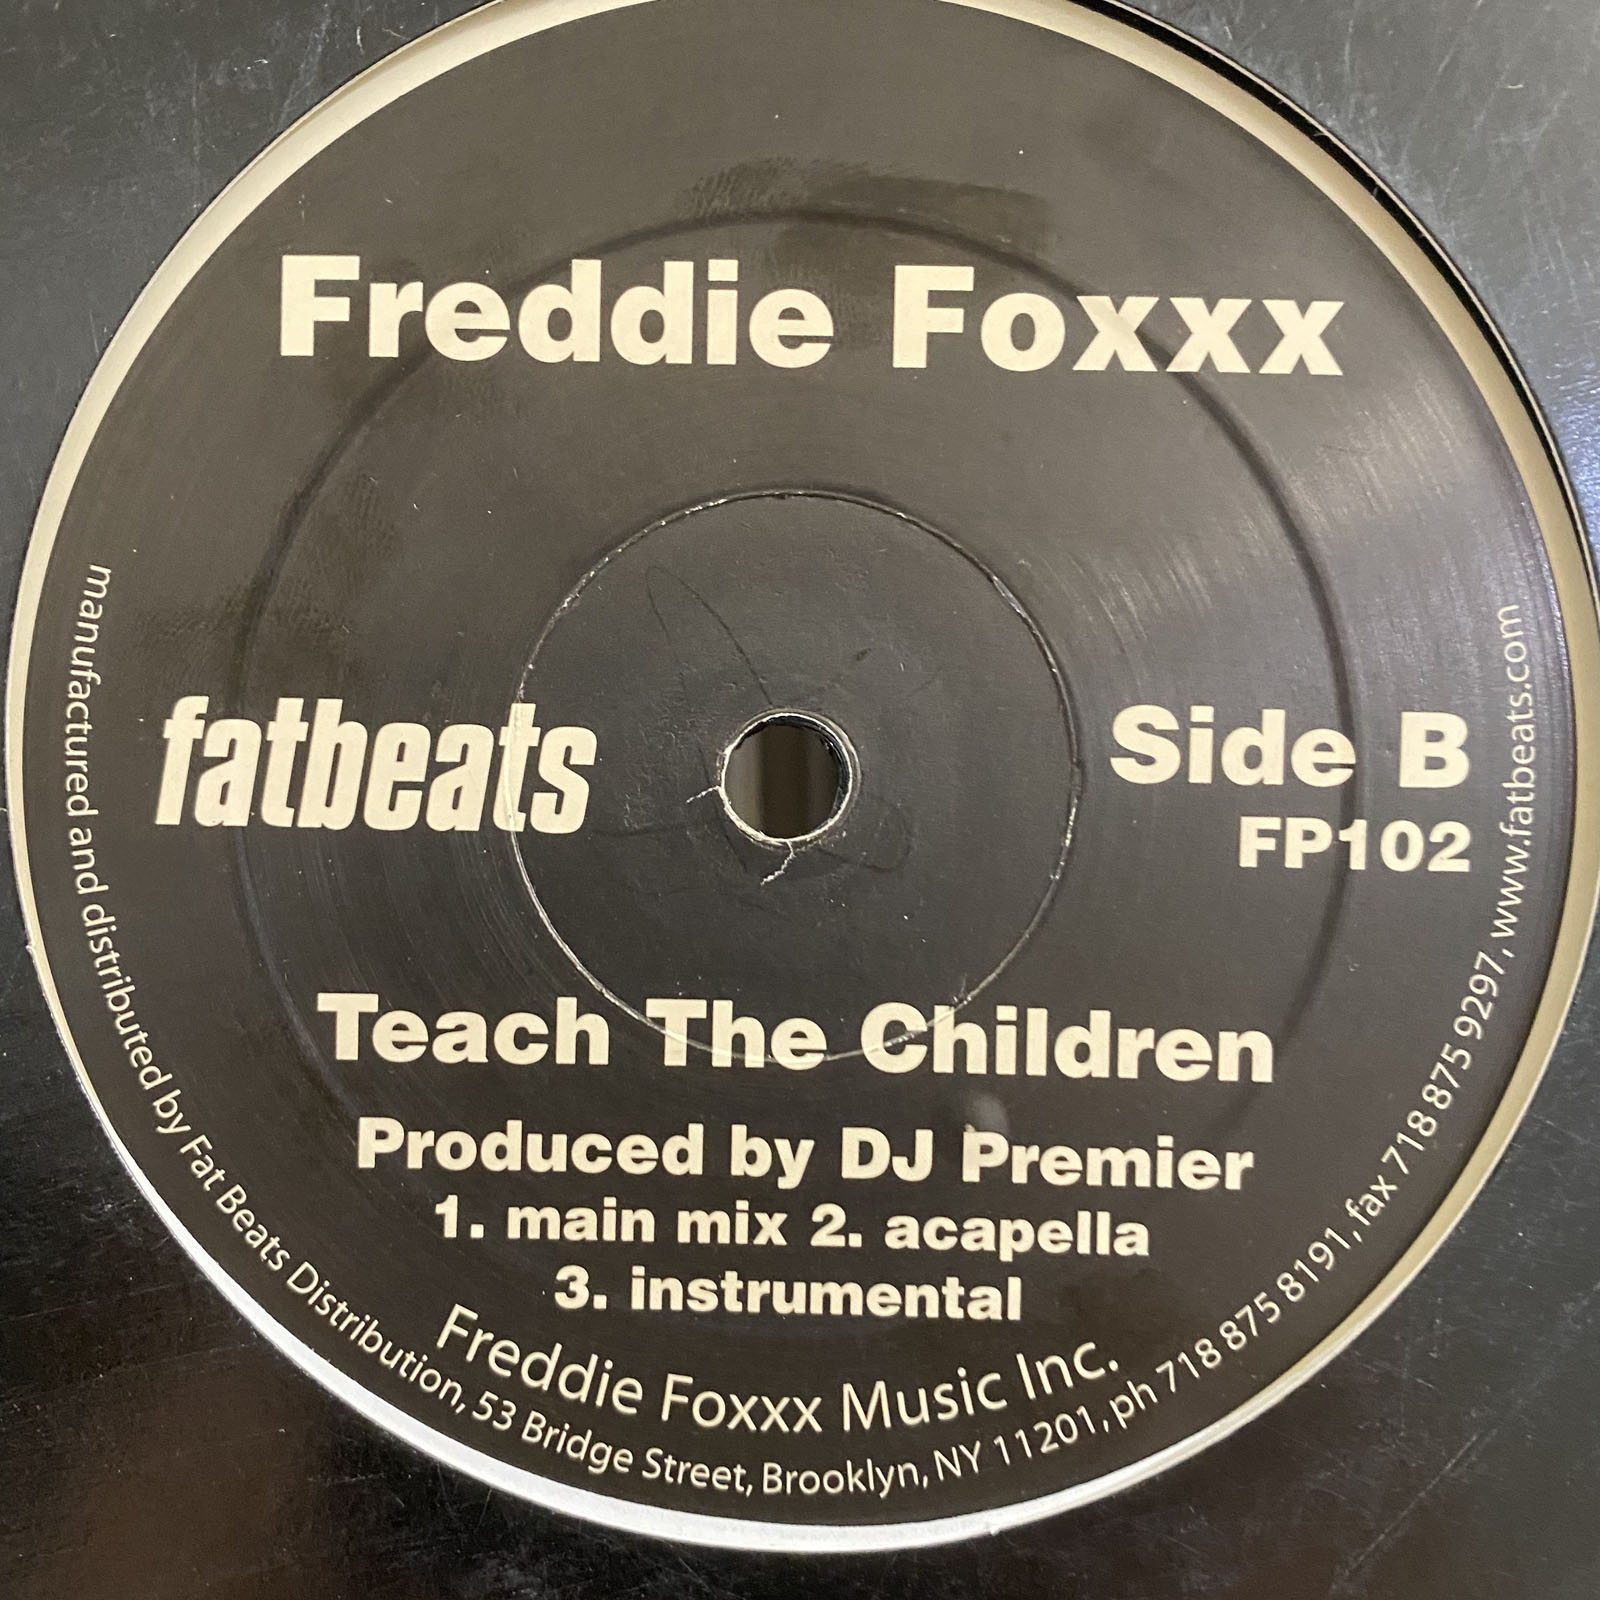 Freddie Foxxx
fatbeats
Side B
FP102
Teach The Children
Produced by DJ Premier
1. main mix 2. acapella
3. instrumental
Freddie Foxxx Music Inc.
manufactured and distributed by Fat Beats Distribution, 53 Bridge Street, Brooklyn, NY 11201, ph 718 875 8191, fax 718 875 9297, www.fatbeats.com